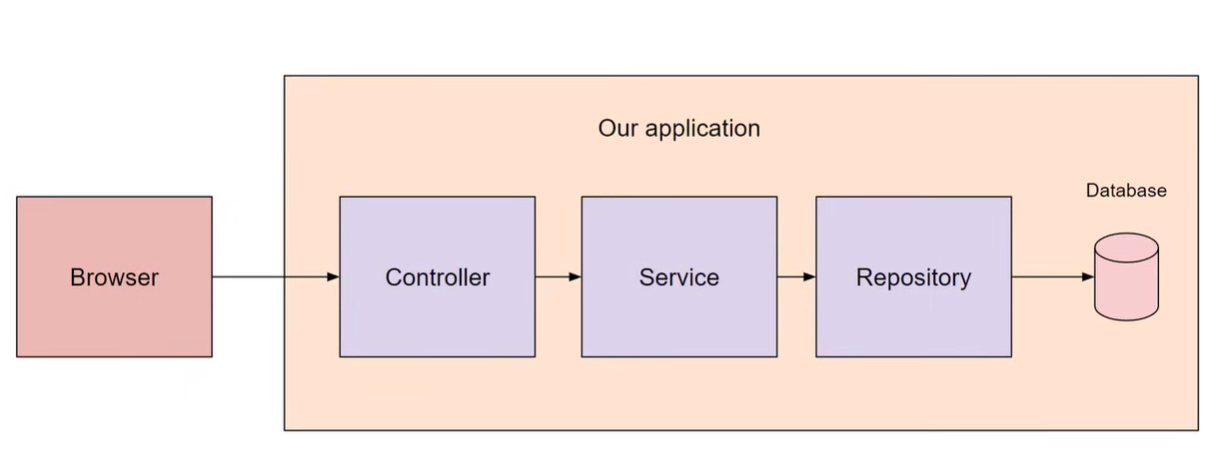 Our application
Database
Browser
Controller
Service
Repository